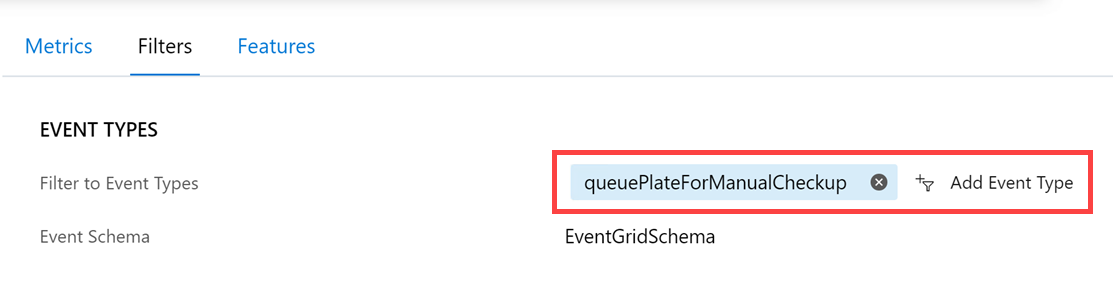 Metrics Filters Features
EVENT TYPES
Filter to Event Types queuePlateForManualCheckup Add Event Type
Event Schema EventGridSchema